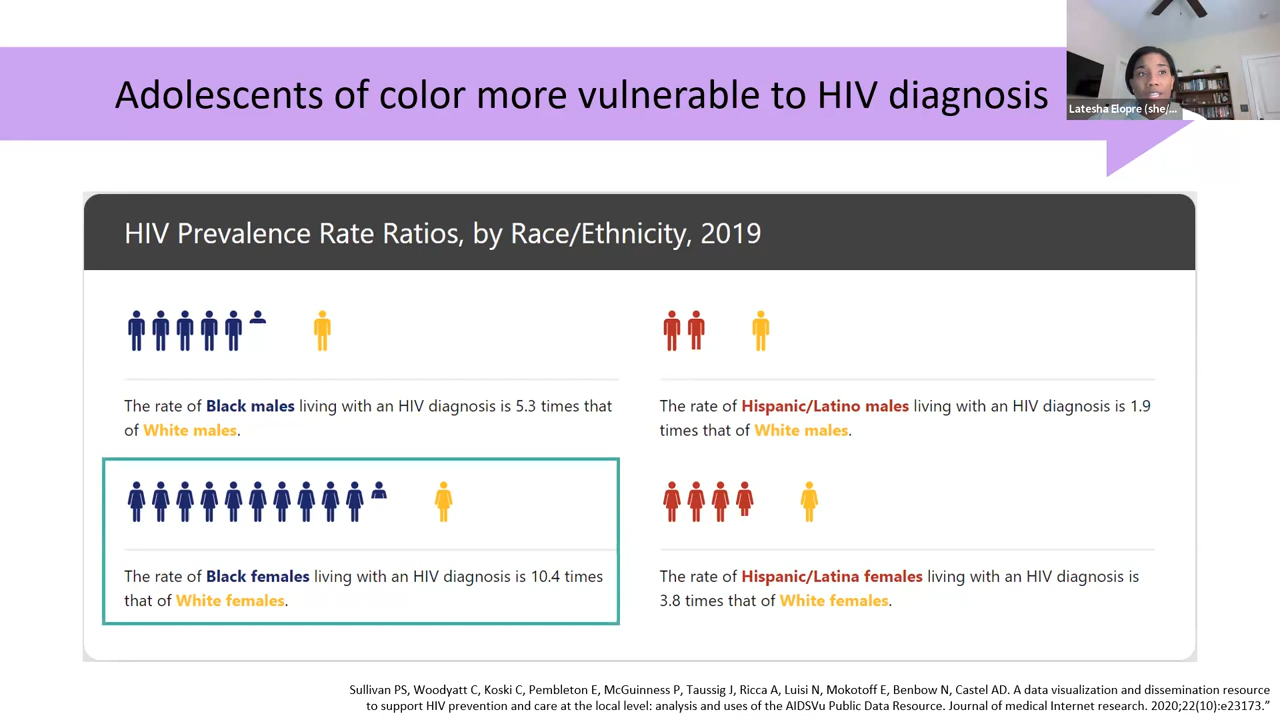 Adolescents of color more vulnerable to HIV diagnosis
Latesha Elopre (she/...
HIV Prevalence Rate Ratios, by Race/Ethnicity, 2019
The rate of Black males living with an HIV diagnosis is 5.3 times that
of White males.
The rate of Hispanic/Latino males living with an HIV diagnosis is 1.9
times that of White males.
The rate of Black females living with an HIV diagnosis is 10.4 times
that of White females.
The rate of Hispanic/Latina females living with an HIV diagnosis is
3.8 times that of White females.
Sullivan PS, Woodyatt C, Koski C, Pembleton E, McGuinness P, Taussig J, Ricca A, Luisi N, Mokotoff E, Benbow N, Castel AD. A data visualization and dissemination resource
to support HIV prevention and care at the local level: analysis and uses of the AIDSVu Public Data Resource. Journal of medical Internet research. 2020;22(10):e23173.”